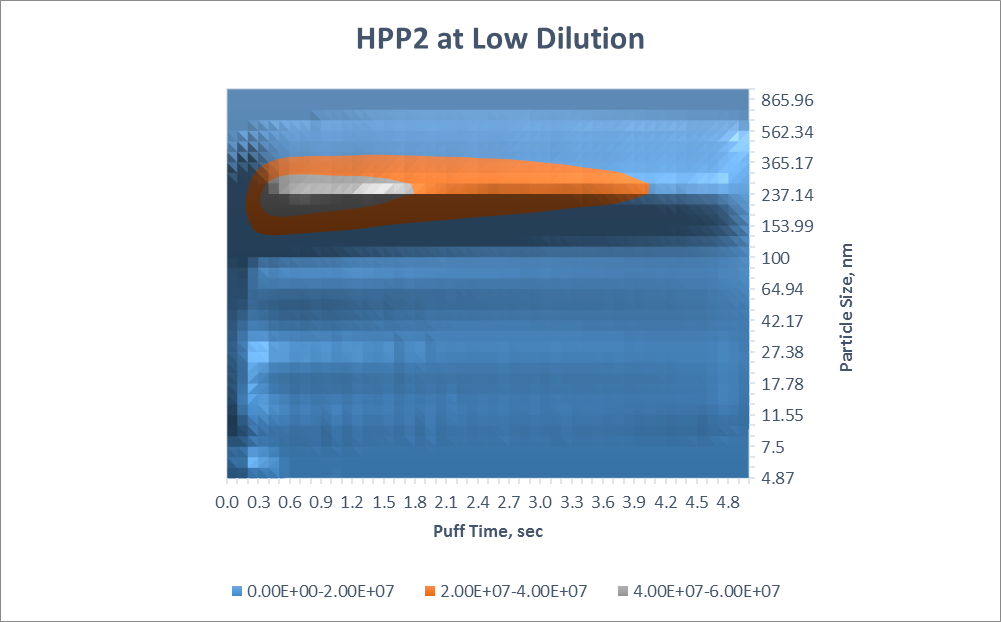 HPP2 at Low Dilution
865.96
562.34
365.17
237.14
153.99
100
64.94
42.17
27.38
17.78
11.55
7.5
4.87
Particle Size, nm
0.0 0.3 0.6 0.9 1.2 1.5 1.8 2.1 2.4 2.7 3.0 3.3 3.6 3.9 4.2 4.5 4.8
Puff Time, sec
0.00E+00-2.00E+07 2.00E+07-4.00E+07 4.00E+07-6.00E+07